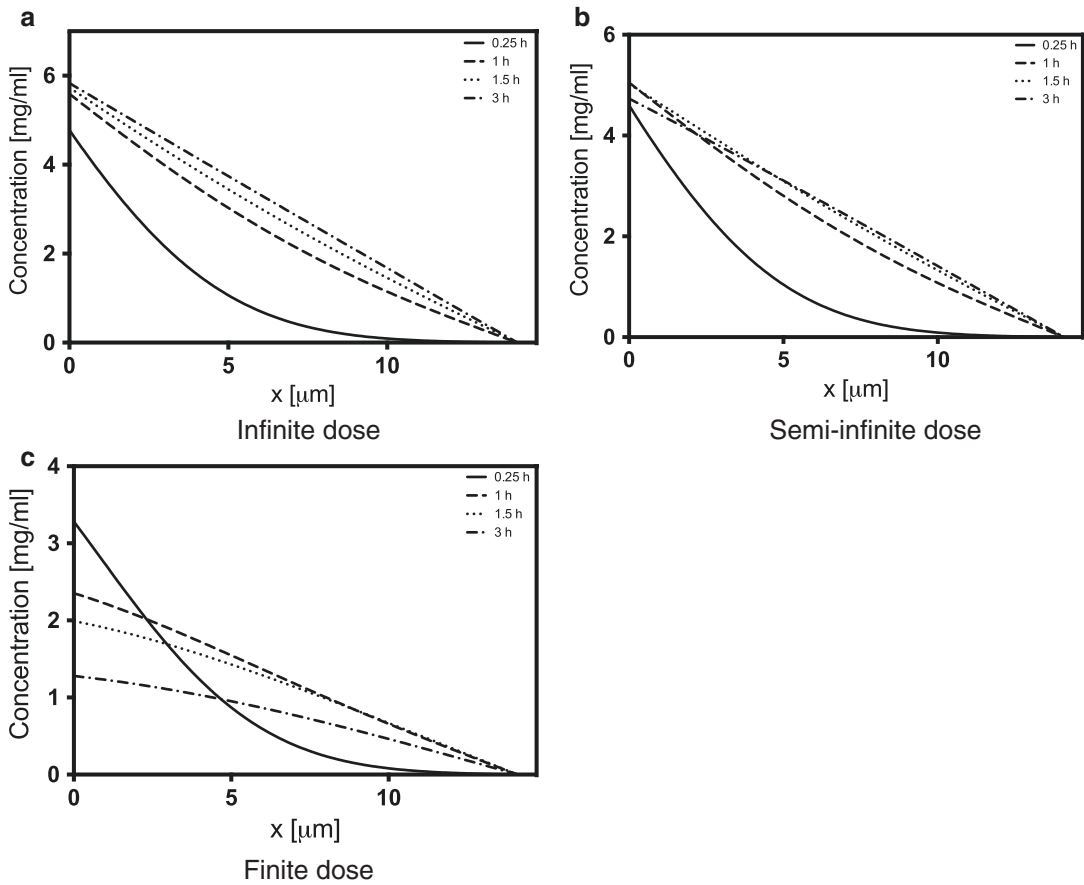 a
Concentration [mg/ml]
6
4
2
0
0 5 10
x [μm]
0.25 h
1 h
1.5 h
3 h
Infinite dose
b
Concentration [mg/ml]
6
4
2
0
0 5 10
x [μm]
0.25 h
1 h
1.5 h
3 h
Semi-infinite dose
c
Concentration [mg/ml]
4
3
2
1
0
0 5 10
x [μm]
0.25 h
1 h
1.5 h
3 h
Finite dose